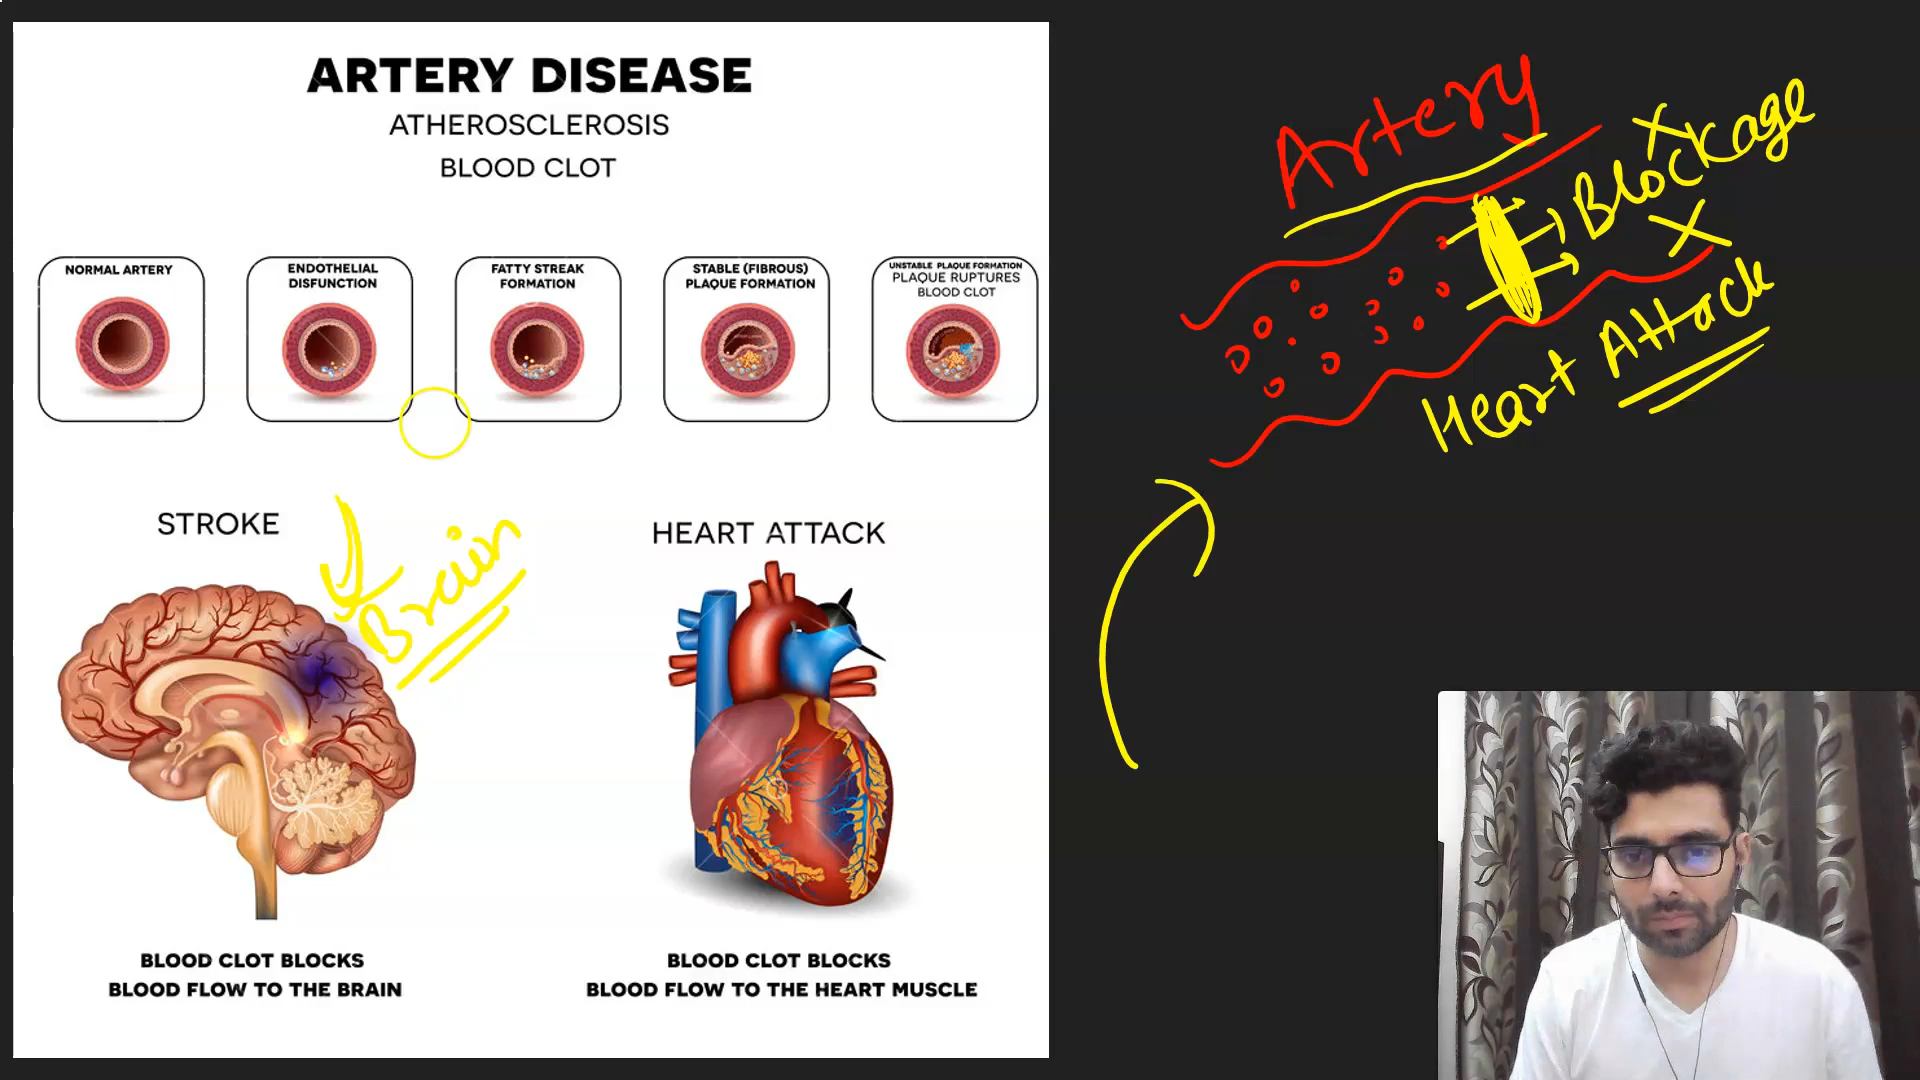 ARTERY DISEASE
ATHEROSCLEROSIS
BLOOD CLOT
NORMAL ARTERY
ENDOTHELIAL
DISFUNCTION
FATTY STREAK
FORMATION
STABLE (FIBROUS)
PLAQUE FORMATION
UNSTABLE PLAQUE FORMATION
PLAQUE RUPTURES
BLOOD CLOT
STROKE
Brain
HEART ATTACK
BLOOD CLOT BLOCKS
BLOOD FLOW TO THE BRAIN
BLOOD CLOT BLOCKS
BLOOD FLOW TO THE HEART MUSCLE
Artery
Blockage
Heart Attack